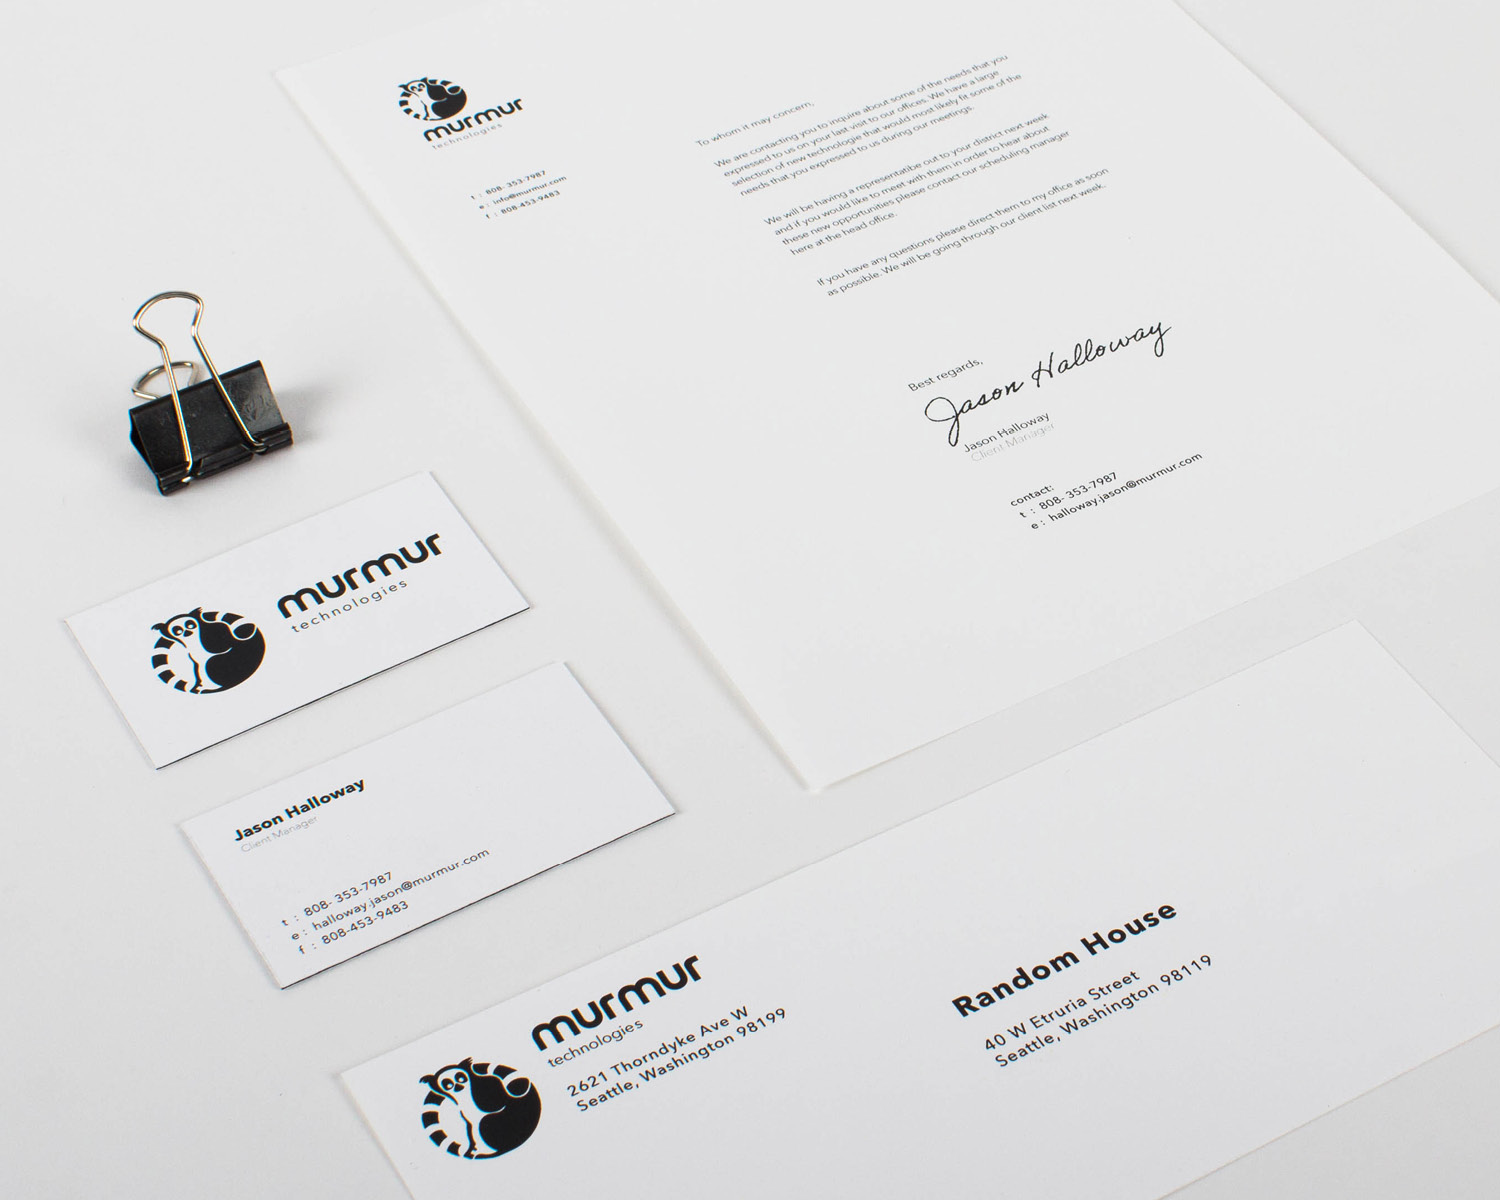 murmur
technologies
t : 808- 353-7987
e : info@murmur.com
f : 808-453-9483
To whom it may concern,
We are contacting you to inquire about some of the needs that you
expressed to us on your last visit to our offices. We have a large
selection of new technologie that would most likely fit some of the
needs that you expressed to us during our meetings.
We will be having a representatibe out to your district next week
and if you would like to meet with them in order to hear about
these new opportunities please contact our scheduling manager
here at the head office.
If you have any questions please direct them to my office as soon
as possible. We will be going through our client list next week.
Best regards,
Jason Halloway
Jason Halloway
Client Manager
contact:
t : 808- 353-7987
e : halloway.jason@murmur.com
murmur
technologies
Jason Halloway
Client Manager
t : 808- 353-7987
e : halloway.jason@murmur.com
f : 808-453-9483
murmur
technologies
2621 Thorndyke Ave W
Seattle, Washington 98199
Random House
40 W Etruria Street
Seattle, Washington 98119